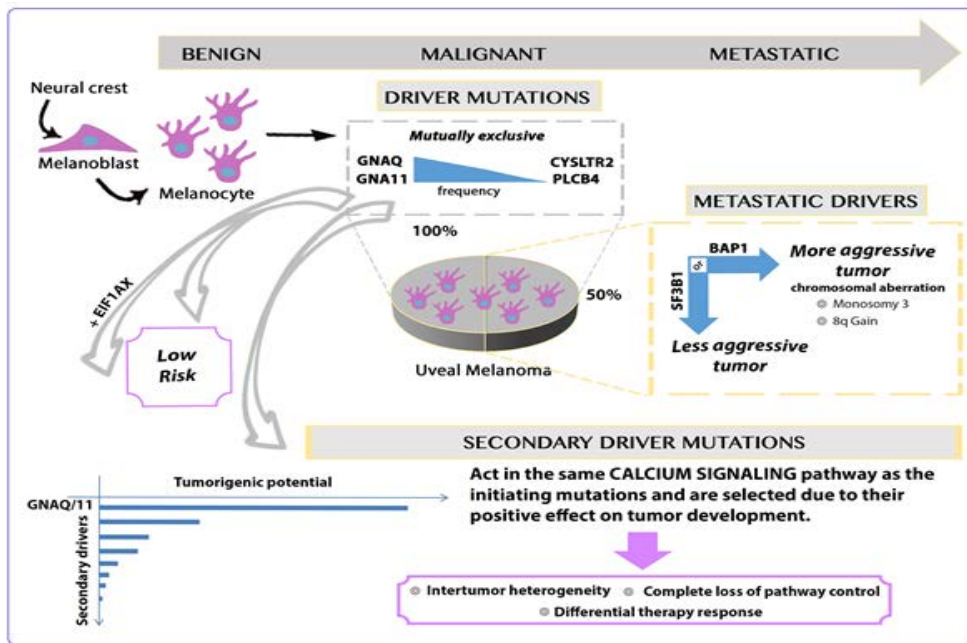 BENIGN
MALIGNANT
METASTATIC
Neural crest
Melanoblast
Melanocyte
DRIVER MUTATIONS
Mutually exclusive
GNAQ
GNA11
frequency
CYSLTR2
PLCB4
100%
50%
Uveal Melanoma
METASTATIC DRIVERS
SF3B1
or
BAP1
More aggressive
tumor
chromosomal aberration
Monosomy 3
8q Gain
Less aggressive
tumor
+ EIF1AX
Low
Risk
SECONDARY DRIVER MUTATIONS
Act in the same CALCIUM SIGNALING pathway as the
initiating mutations and are selected due to their
positive effect on tumor development.
Tumorigenic potential
GNAQ/11
Secondary drivers
Intertumor heterogeneity
Complete loss of pathway control
Differential therapy response